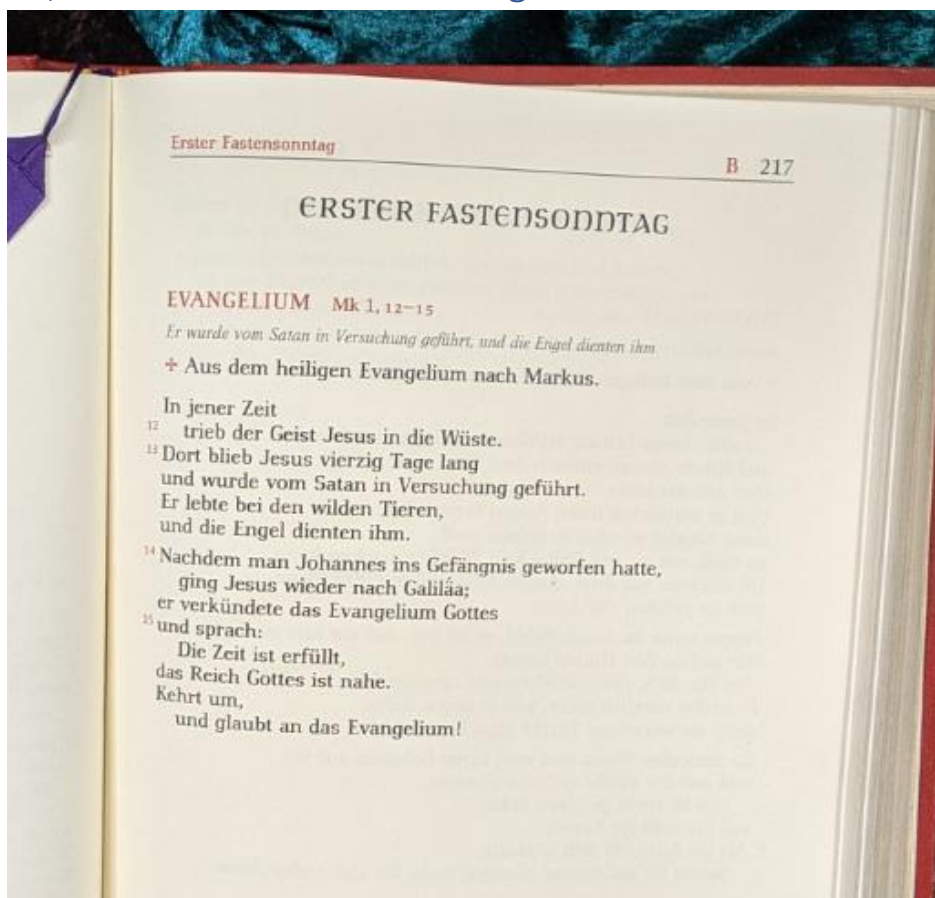 Erster Fastensonntag
B 217
ERSTER FASTENSONNTAG
EVANGELIUM Mk 1, 12–15
Er wurde vom Satan in Versuchung geführt, und die Engel dienten ihm
✢ Aus dem heiligen Evangelium nach Markus.
In jener Zeit
12 trieb der Geist Jesus in die Wüste.
13 Dort blieb Jesus vierzig Tage lang
und wurde vom Satan in Versuchung geführt.
Er lebte bei den wilden Tieren,
und die Engel dienten ihm.
14 Nachdem man Johannes ins Gefängnis geworfen hatte,
ging Jesus wieder nach Galiläa;
er verkündete das Evangelium Gottes
15 und sprach:
Die Zeit ist erfüllt,
das Reich Gottes ist nahe.
Kehrt um,
und glaubt an das Evangelium!